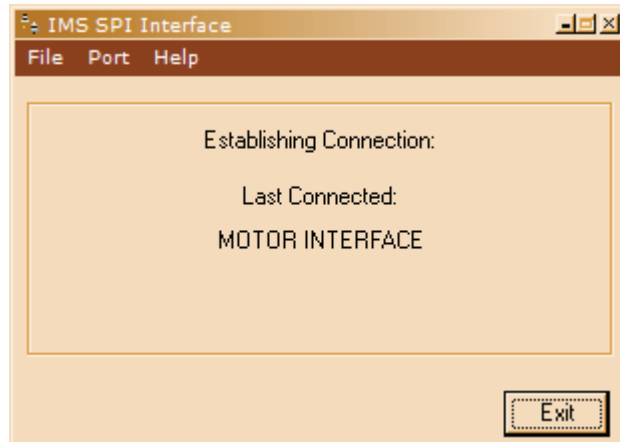 IMS SPI Interface
File Port Help
Establishing Connection:
Last Connected:
MOTOR INTERFACE
Exit